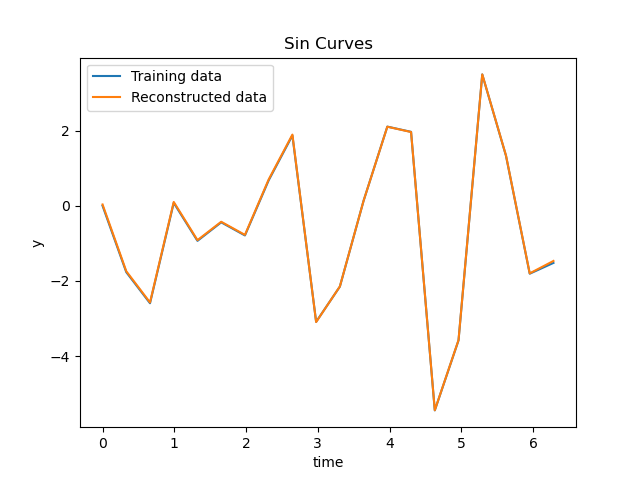 Sin Curves
Training data
Reconstructed data
2
0
−2
−4
y
0 1 2 3 4 5 6
time